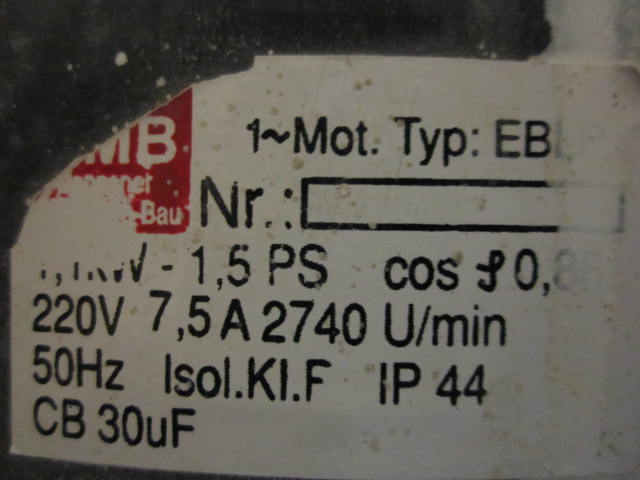 MB
-Bau
1~Mot. Typ:
Nr.:
- 1,5 PS cos φ
220V 7,5 A 2740 U/min
50Hz Isol.Kl.F IP 44
CB 30uF